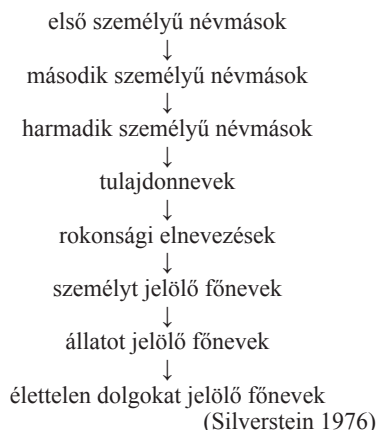 első személyű névmások
↓
második személyű névmások
↓
harmadik személyű névmások
↓
tulajdonnevek
↓
rokonsági elnevezések
↓
személyt jelölő főnevek
↓
állatot jelölő főnevek
↓
élettelen dolgokat jelölő főnevek
(Silverstein 1976)